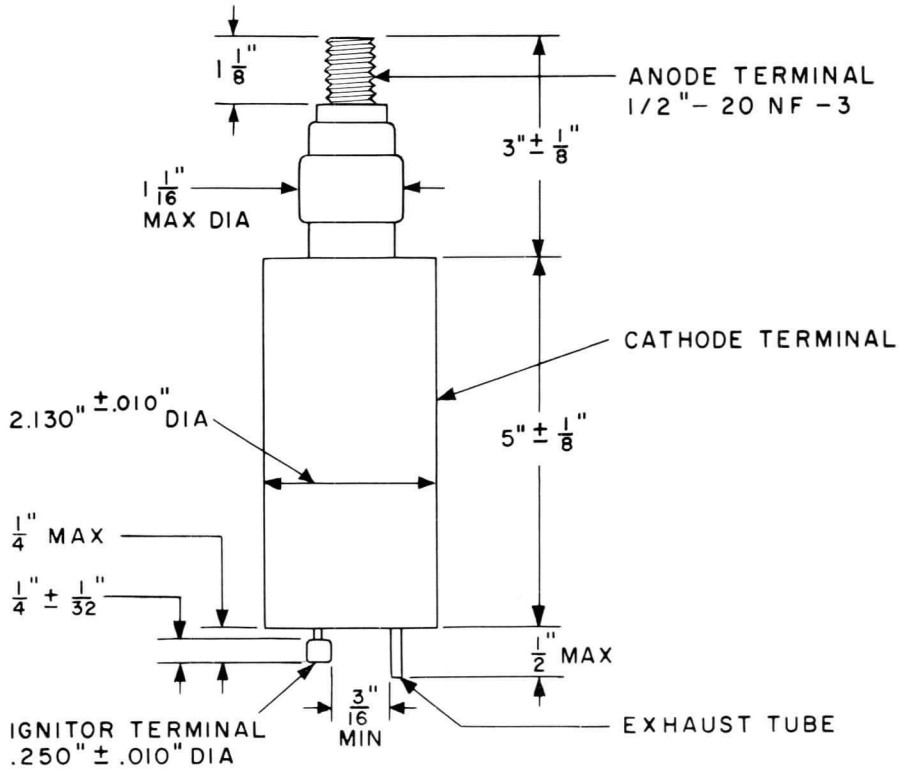 1 1/8"
ANODE TERMINAL
1/2"- 20 NF -3
3" ± 1/8"
1 1/16"
MAX DIA
CATHODE TERMINAL
2.130" ±.010"
DIA
5" ± 1/8"
1/4" MAX
1/4" ± 1/32"
1/2" MAX
3/16"
MIN
IGNITOR TERMINAL
.250" ± .010" DIA
EXHAUST TUBE